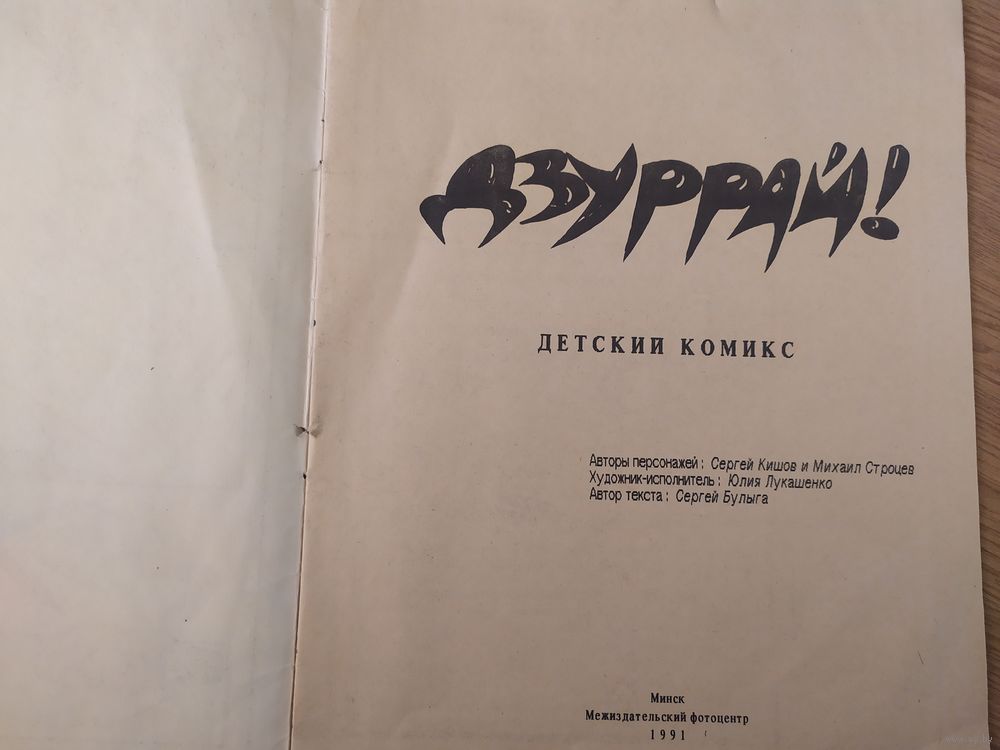 ДЗУРРАЙ!
ДЕТСКИЙ КОМИКС
Авторы персонажей: Сергей Кишов и Михаил Строцев
Художник-исполнитель: Юлия Лукашенко
Автор текста: Сергей Булыга
Минск
Межиздательский фотоцентр
1991